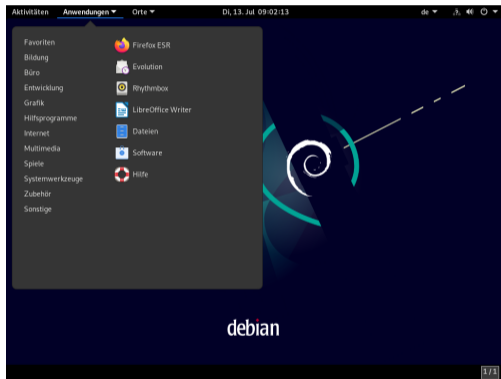 Aktivitäten Anwendungen Orte Di, 13. Jul 09:02:13 de
Favoriten
Bildung
Büro
Entwicklung
Grafik
Hilfsprogramme
Internet
Multimedia
Spiele
Systemwerkzeuge
Zubehör
Sonstige
Firefox ESR
Evolution
Rhythmbox
LibreOffice Writer
Dateien
Software
Hilfe
debian
1 / 1